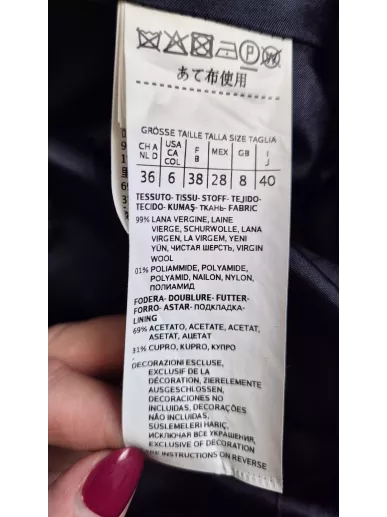 P
W
あて布使用
GRÖSSE TAILLE TALLA SIZE TAGLIA
CH A NL D
USA CA COL
F B
MEX
GB
I J
36 6 38 28 8 40
TESSUTO- TISSU- STOFF- TEJIDO-
TECIDO- KUMAŞ- ТКАНЬ- FABRIC
99% LANA VERGINE, LAINE
VIERGE, SCHURWOLLE, LANA
VIRGEN, LA VIRGEM, YENI
YÜN, ЧИСТАЯ ШЕРСТЬ, VIRGIN
WOOL
01% POLIAMMIDE, POLYAMIDE,
POLYAMID, NAILON, NYLON,
ПОЛИАМИД
FODERA- DOUBLURE- FUTTER-
FORRO- ASTAR- ПОДКЛАДКА-
LINING
69% ACETATO, ACETATE, ACETAT,
ASETAT, АЦЕТАТ
31% CUPRO, KUPRO, КУПРО
DECORAZIONI ESCLUSE,
EXCLUSIF DE LA
DÉCORATION, ZIERELEMENTE
AUSGESCHLOSSEN,
DECORACIONES NO
INCLUIDAS, DECORAÇÕES
NÃO INCLUIDAS,
SÜSLEMELERI HARIÇ,
ИСКЛЮЧАЯ ВСЕ УКРАШЕНИЯ,
EXCLUSIVE OF DECORATION
INSTRUCTIONS ON REVERSE